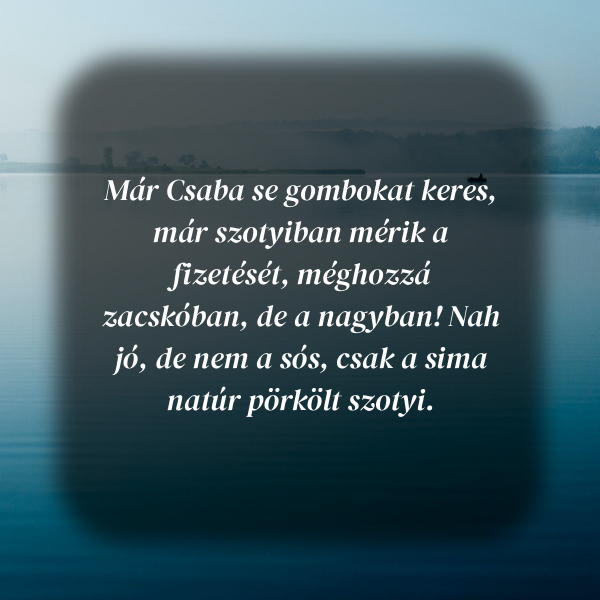 Már Csaba se gombokat keres,
már szotyiban mérik a
fizetését, méghozzá
zacskóban, de a nagyban! Nah
jó, de nem a sós, csak a sima
natúr pörkölt szotyi.